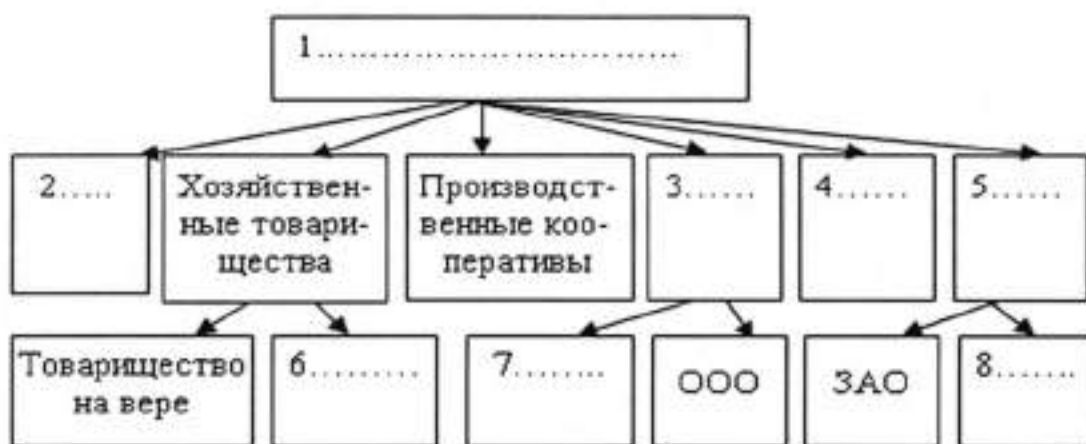 1..............................
2.....
Хозяйствен-
ные товари-
щества
Производст-
венные коо-
перативы
3......
4......
5......
Товарищество
на вере
6.........
7........
ООО
ЗАО
8.......